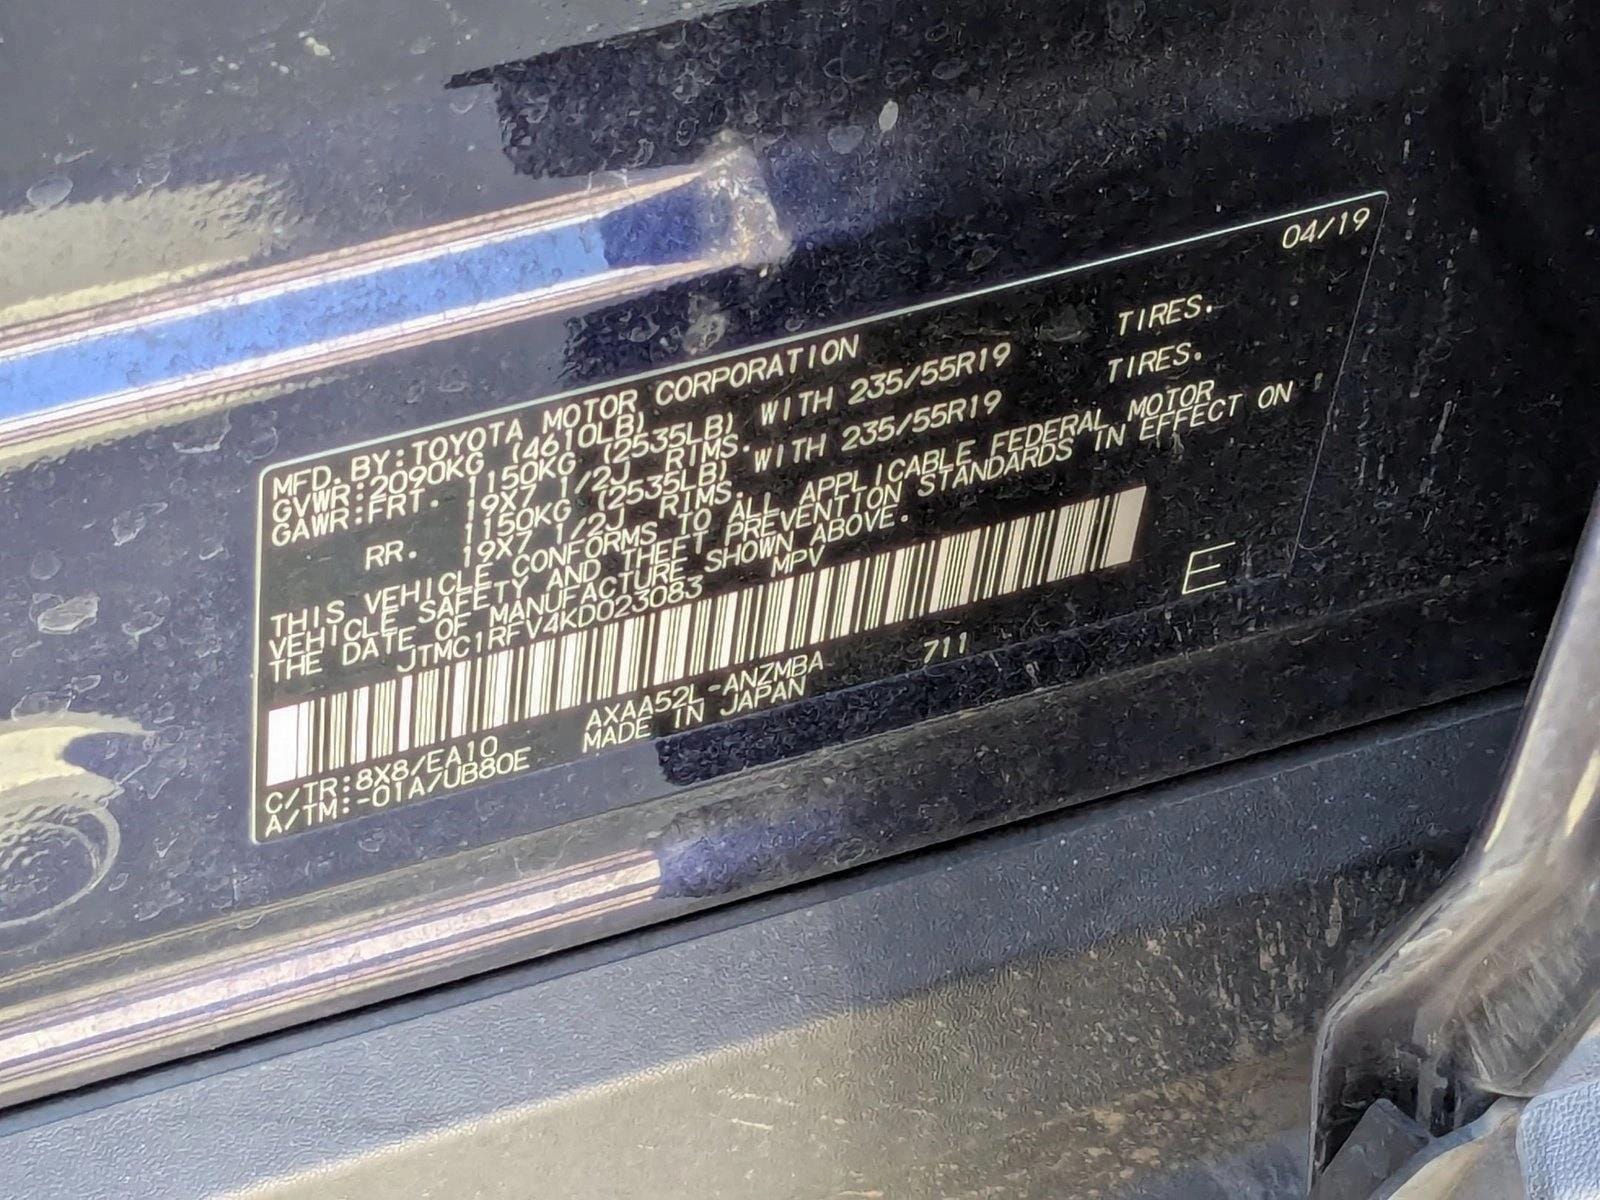 04/19
MFD. BY: TOYOTA MOTOR CORPORATION
GVWR: 2090KG (4610LB)
GAWR: FRT. 1150KG (2535LB) WITH 235/55R19 TIRES.
19X7 1/2J RIMS.
RR. 1150KG (2535LB) WITH 235/55R19 TIRES.
19X7 1/2J RIMS.
THIS VEHICLE CONFORMS TO ALL APPLICABLE FEDERAL MOTOR
VEHICLE SAFETY AND THEFT PREVENTION STANDARDS IN EFFECT ON
THE DATE OF MANUFACTURE SHOWN ABOVE.
JTMC1RFV4KD023083 MPV
E
711
AXAA52L-ANZMBA
C/TR: 8X8/EA10 MADE IN JAPAN
A/TM: -01A/UB80E